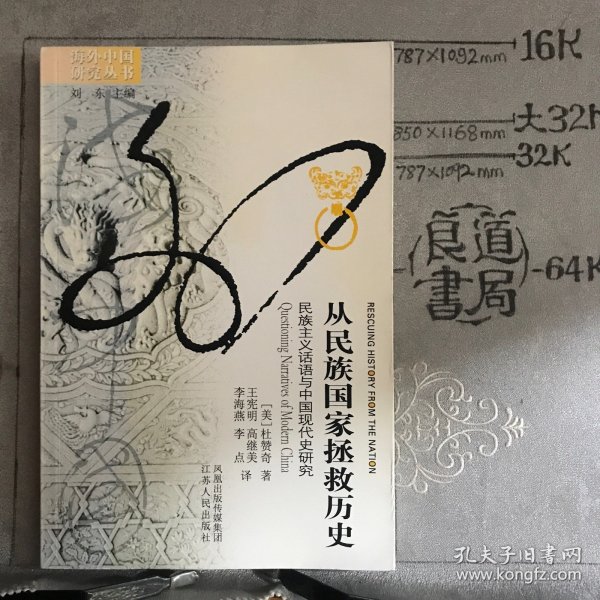 海外中国
研究丛书
刘 东 主编
从民族国家拯救历史
RESCUING HISTORY FROM THE NATION
民族主义话语与中国现代史研究
Questioning Narratives of Modern China
[美]杜赞奇 著
王宪明 高继美
李海燕 李 点 译
凤凰出版传媒集团
江苏人民出版社
787×1092mm 16K
850×1168mm 大32K
787×1092mm 32K
良道
書局
64K
孔夫子旧书网
www.kongfz.com